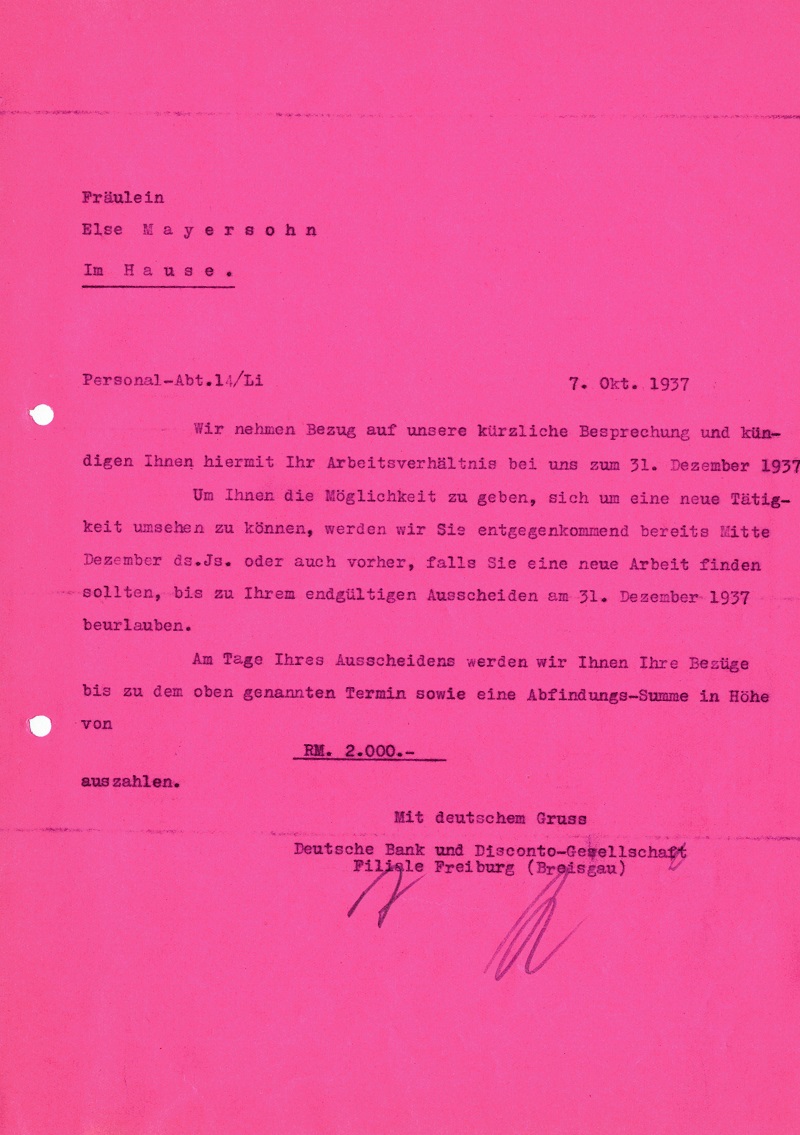 Fräulein
Else Mayersohn
Im Hause.
Personal-Abt.14/Li 7. Okt. 1937
Wir nehmen Bezug auf unsere kürzliche Besprechung und kün-
digen Ihnen hiermit Ihr Arbeitsverhältnis bei uns zum 31. Dezember 1937
Um Ihnen die Möglichkeit zu geben, sich um eine neue Tätig-
keit umsehen zu können, werden wir Sie entgegenkommend bereits Mitte
Dezember ds.Js. oder auch vorher, falls Sie eine neue Arbeit finden
sollten, bis zu Ihrem endgültigen Ausscheiden am 31. Dezember 1937
beurlauben.
Am Tage Ihres Ausscheidens werden wir Ihnen Ihre Bezüge
bis zu dem oben genannten Termin sowie eine Abfindungs-Summe in Höhe
von
RM. 2.000.-
auszahlen.
Mit deutschem Gruss
Deutsche Bank und Disconto-Gesellschaft
Filiale Freiburg (Breisgau)